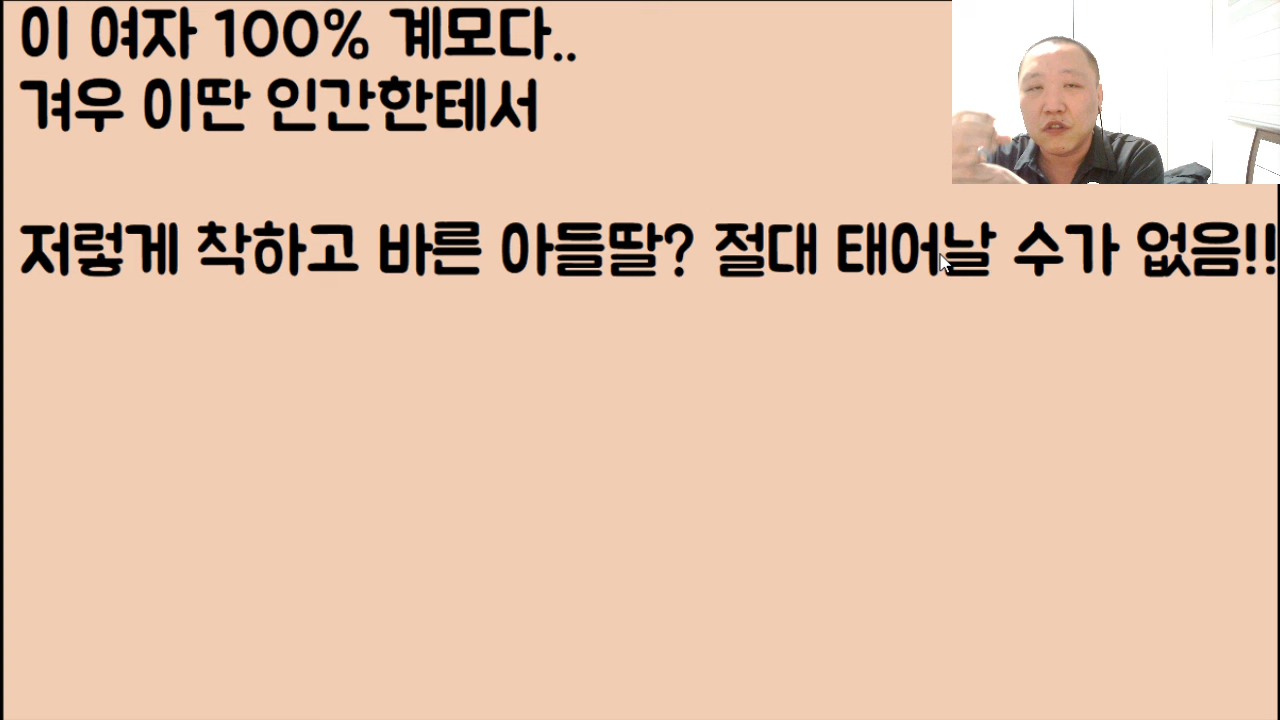 이 여자 100% 계모다..
겨우 이딴 인간한테서
저렇게 착하고 바른 아들딸? 절대 태어날 수가 없음!!